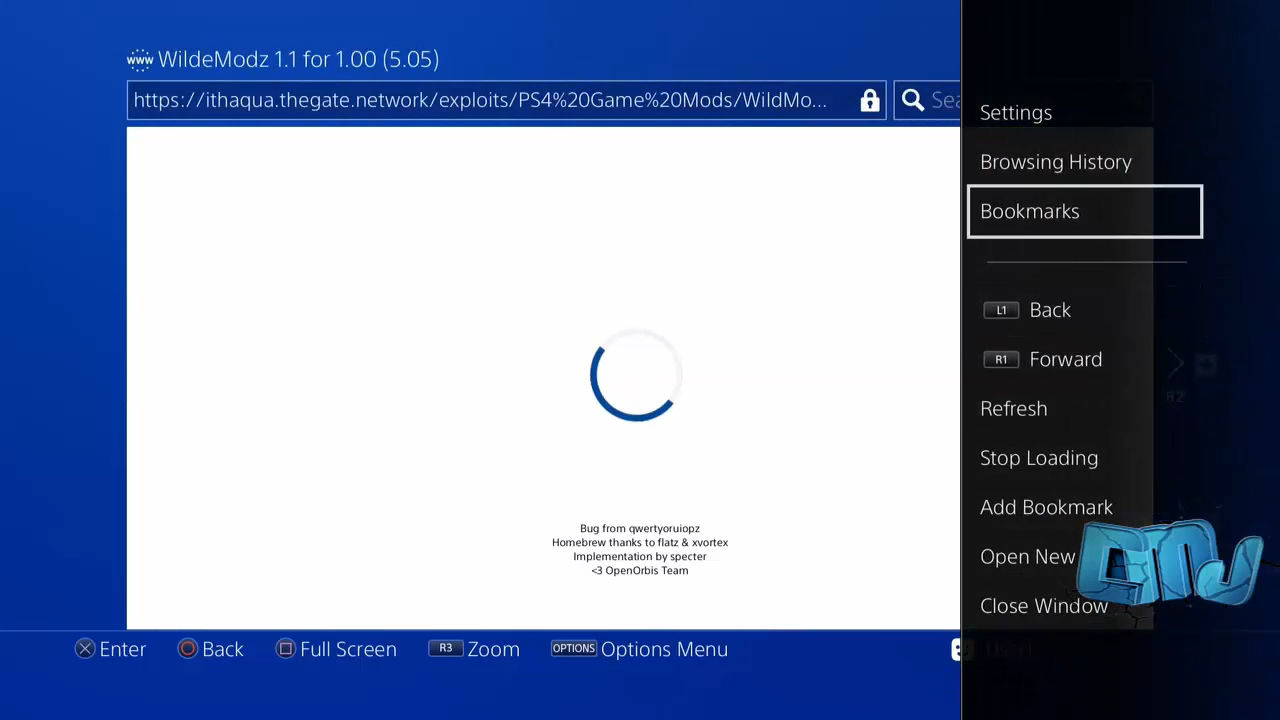 www WildeModz 1.1 for 1.00 (5.05)
https://ithaqua.thegate.network/exploits/PS4%20Game%20Mods/WildMo...
Sea
Settings
Browsing History
Bookmarks
L1 Back
R1 Forward
R2
Refresh
Stop Loading
Add Bookmark
Open New
Close Window
Bug from qwertyoruiopz
Homebrew thanks to flatz & xvortex
Implementation by specter
<3 OpenOrbis Team
Enter Back Full Screen R3 Zoom OPTIONS Options Menu